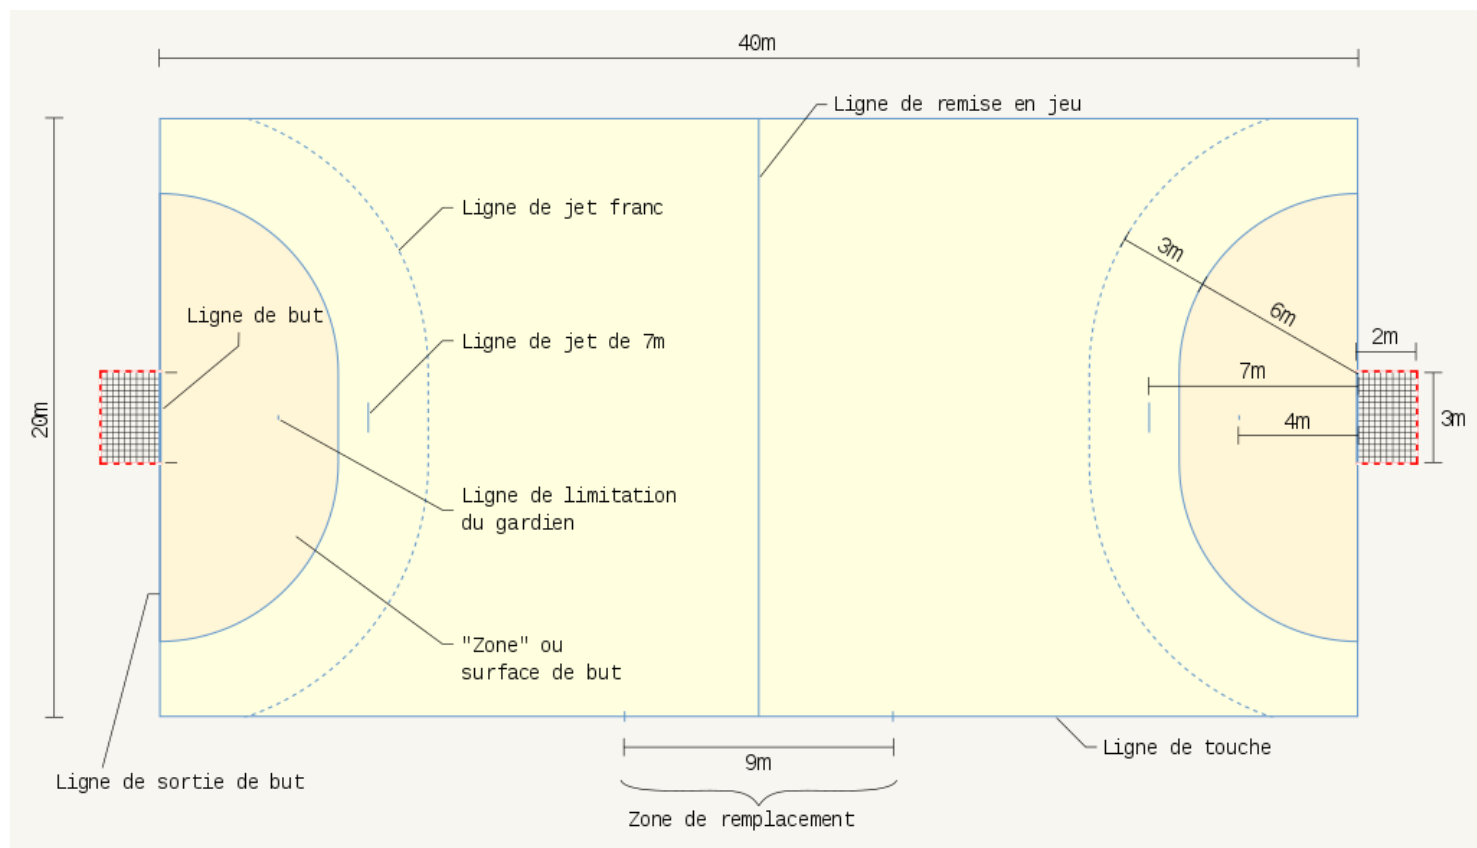 40m
Ligne de remise en jeu
Ligne de jet franc
3m
Ligne de but
6m
Ligne de jet de 7m
2m
7m
20m
4m
3m
Ligne de limitation
du gardien
"Zone" ou
surface de but
Ligne de touche
9m
Ligne de sortie de but
Zone de remplacement